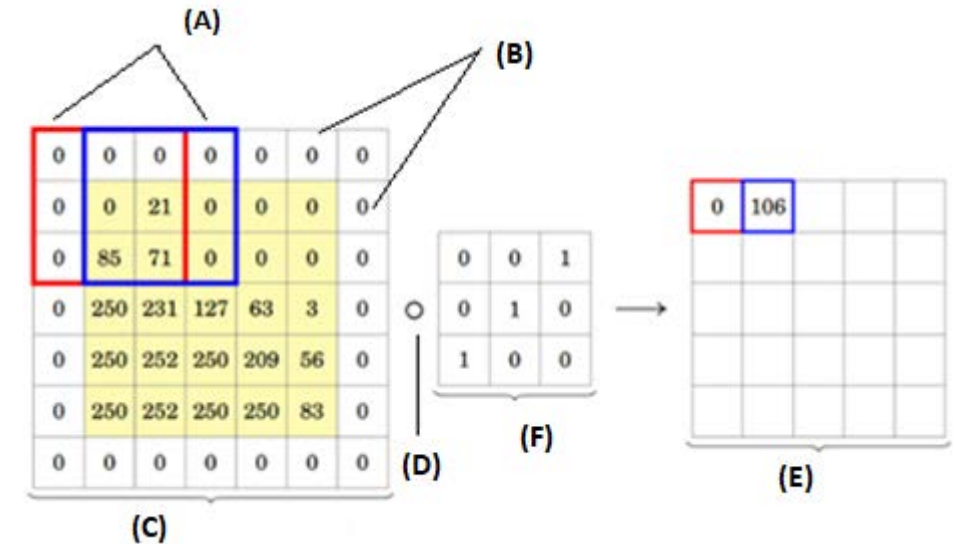 (A)
(B)
0 0 0 0 0 0 0
0 0 21 0 0 0 0
0 85 71 0 0 0 0
0 250 231 127 63 3 0
0 250 252 250 209 56 0
0 250 252 250 250 83 0
0 0 0 0 0 0 0
(C)
(D)
0 0 1
0 1 0
1 0 0
(F)
0 106
(E)